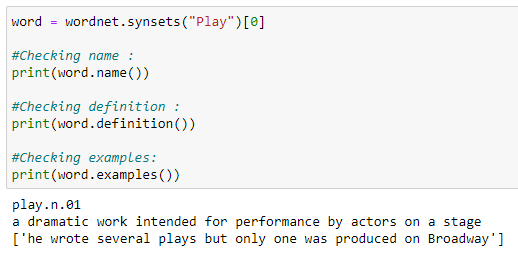 word = wordnet.synsets("Play")[0]
#Checking name :
print(word.name())
#Checking definition :
print(word.definition())
#Checking examples:
print(word.examples())
play.n.01
a dramatic work intended for performance by actors on a stage
['he wrote several plays but only one was produced on Broadway']